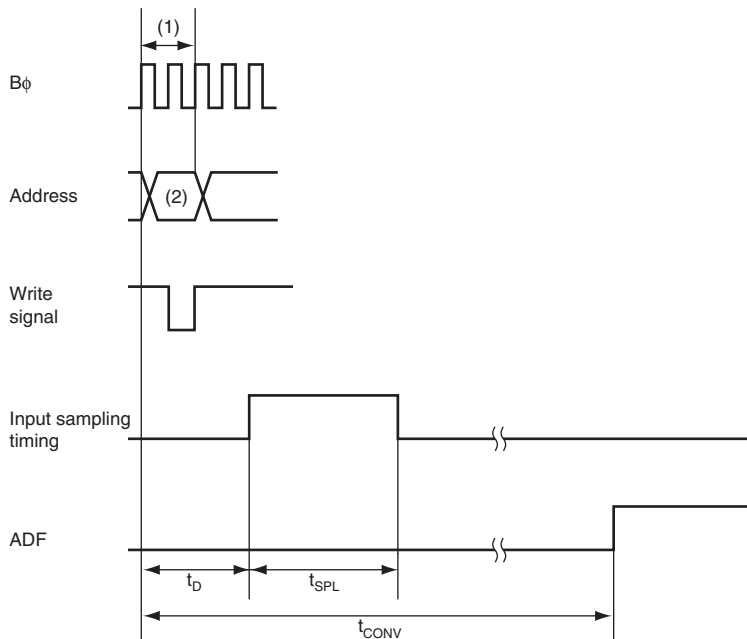 (1)
Bϕ
Address
(2)
Write
signal
Input sampling
timing
ADF
tD
tSPL
tCONV